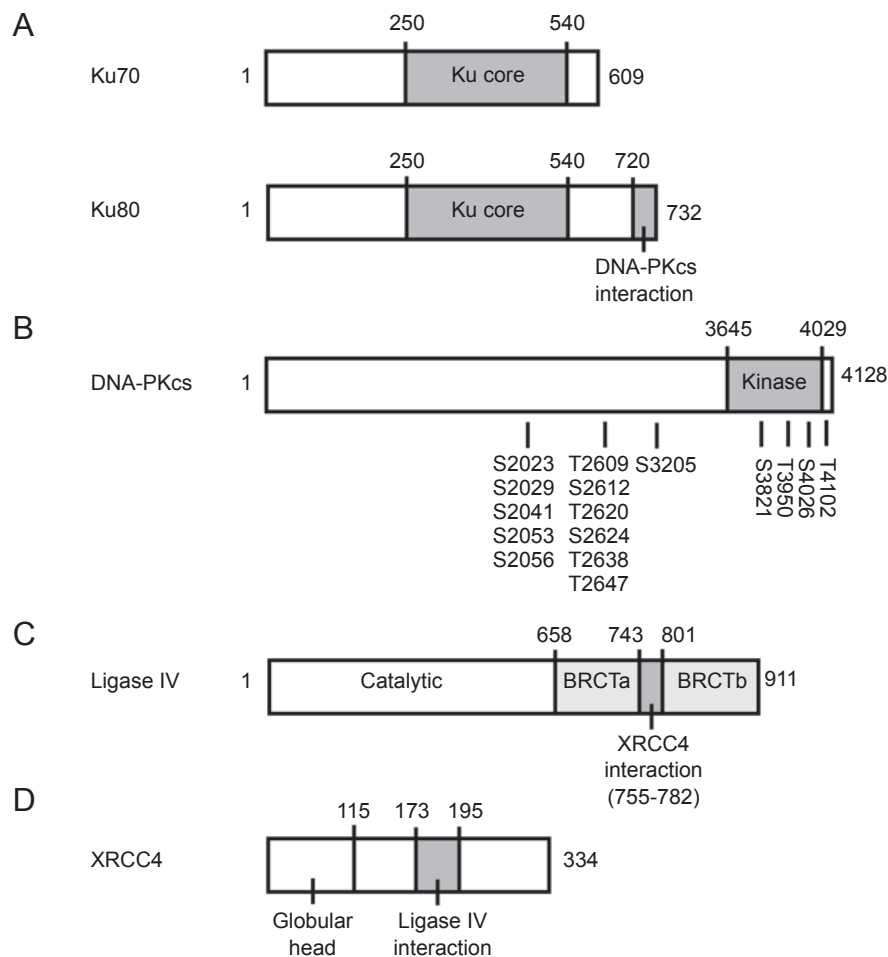 A
250 540
Ku70 1 Ku core 609
250 540 720
Ku80 1 Ku core 732
DNA-PKcs
interaction
B
3645 4029
DNA-PKcs 1 Kinase 4128
S2023 T2609 S3205 S3821 T3950 S4026 T4102
S2029 S2612
S2041 T2620
S2053 S2624
S2056 T2638
T2647
C
658 743 801
Ligase IV 1 Catalytic BRCTa BRCTb 911
XRCC4
interaction
(755-782)
D
115 173 195
XRCC4 334
Globular Ligase IV
head interaction